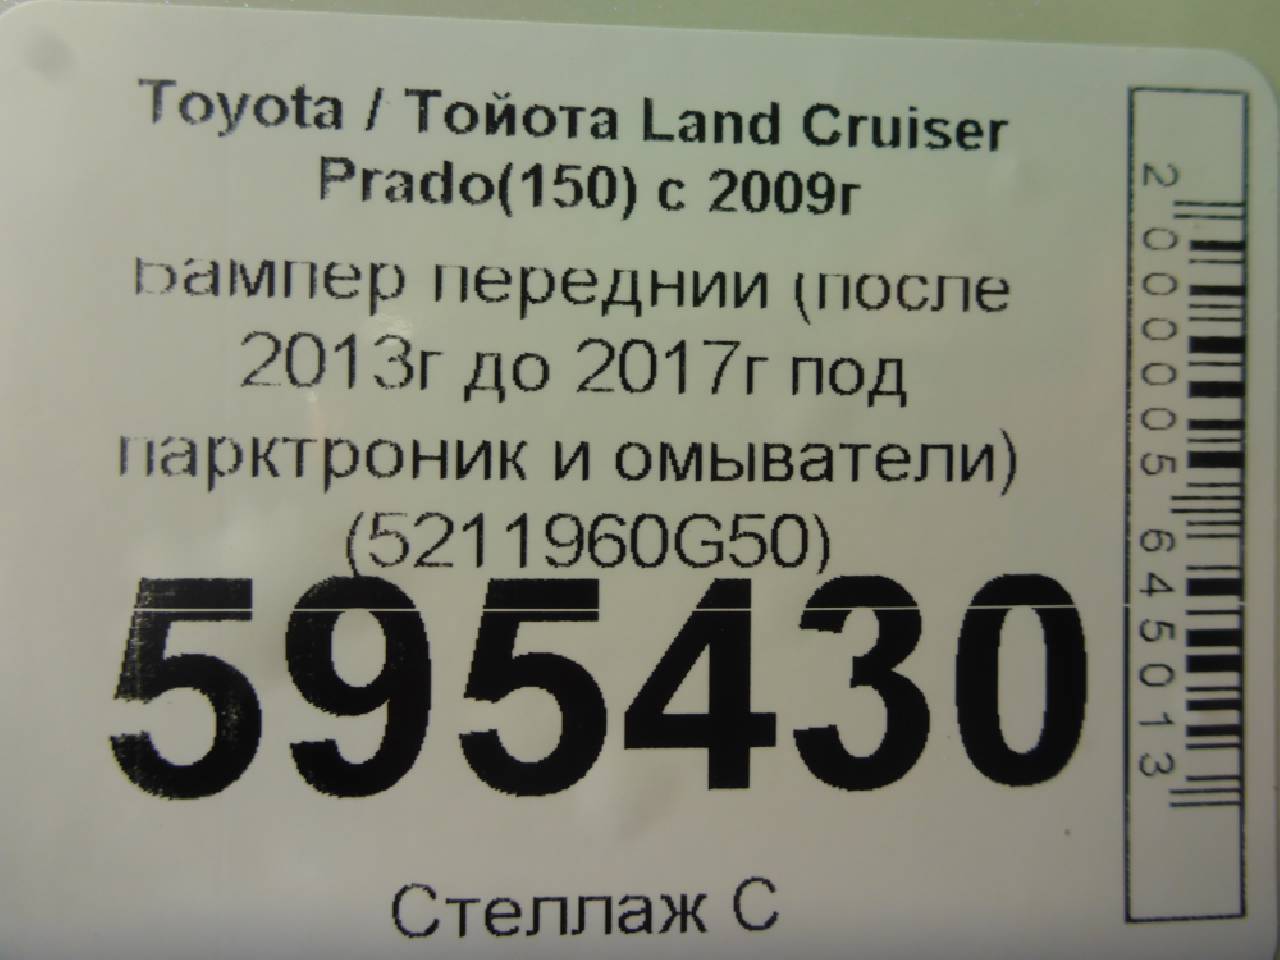 Toyota / Тойота Land Cruiser
Prado(150) с 2009г
Бампер передний (после
2013г до 2017г под
парктроник и омыватели)
(5211960G50)
595430
Стеллаж С
2000005645013